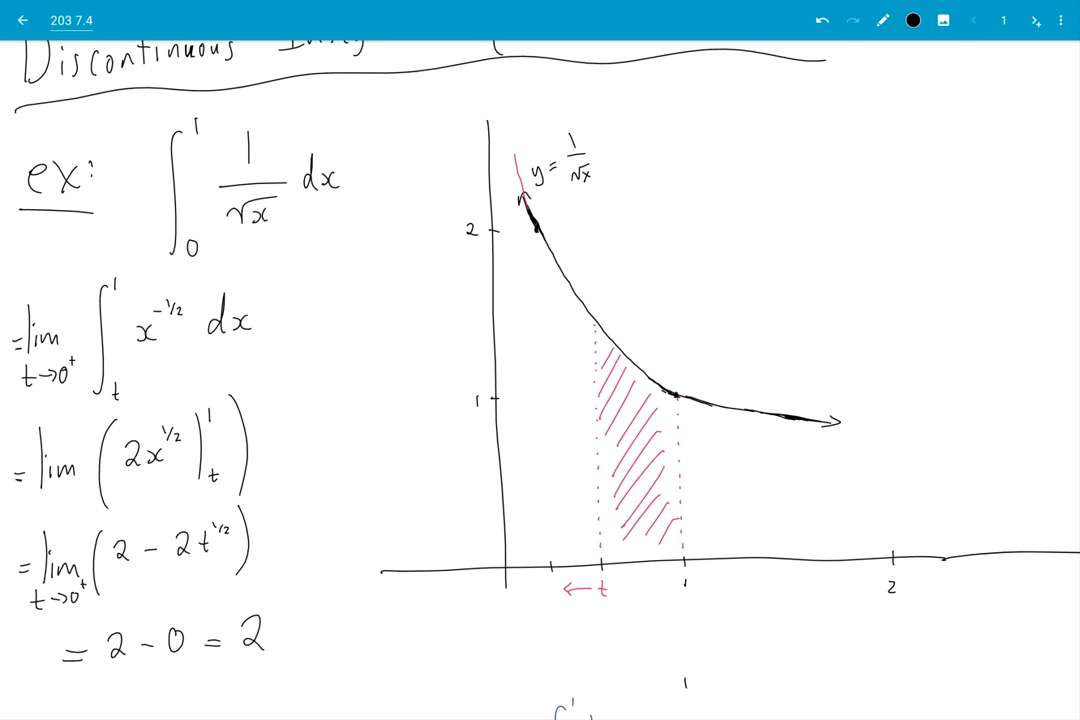 203 7.4
1
Discontinuous
ex: ∫₀¹ 1/√x dx
= lim t→0⁺ ∫ₜ¹ x^(-1/2) dx
= lim (2x^(1/2) |ₜ¹)
= lim t→0⁺ (2 - 2t^(1/2))
= 2 - 0 = 2
y = 1/√x
2
1
← t
1
2